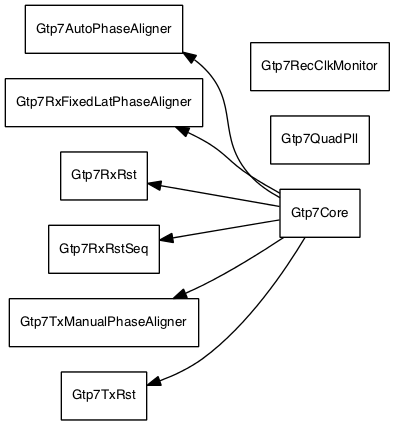 Gtp7AutoPhaseAligner
Gtp7RecClkMonitor
Gtp7RxFixedLatPhaseAligner
Gtp7QuadPll
Gtp7RxRst
Gtp7Core
Gtp7RxRstSeq
Gtp7TxManualPhaseAligner
Gtp7TxRst